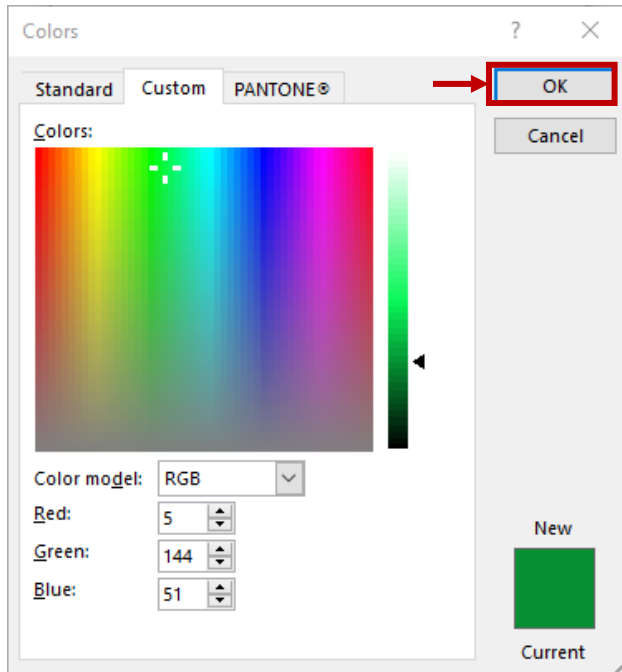 Colors ?
Standard Custom PANTONE®
OK
Cancel
Colors:
Color model: RGB
Red: 5
Green: 144
Blue: 51
New
Current